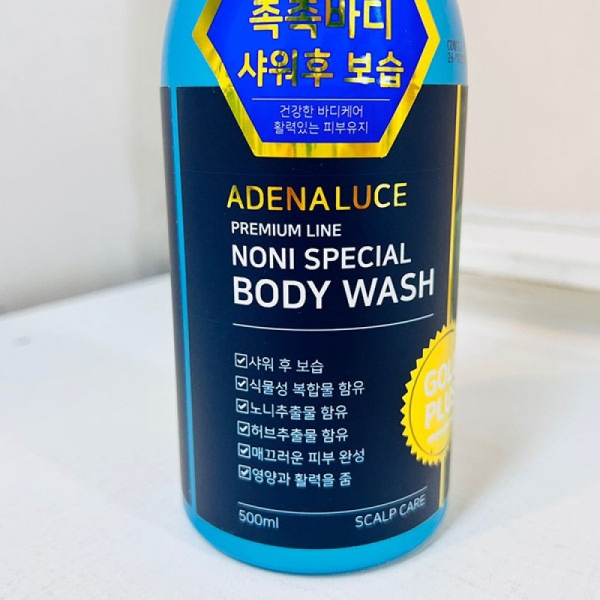 촉촉바디
샤워후 보습
건강한 바디케어
활력있는 피부유지
ADENALUCE
PREMIUM LINE
NONI SPECIAL
BODY WASH
☑샤워 후 보습
☑식물성 복합물 함유
☑노니추출물 함유
☑허브추출물 함유
☑매끄러운 피부 완성
☑영양과 활력을 줌
500ml
SCALP CARE